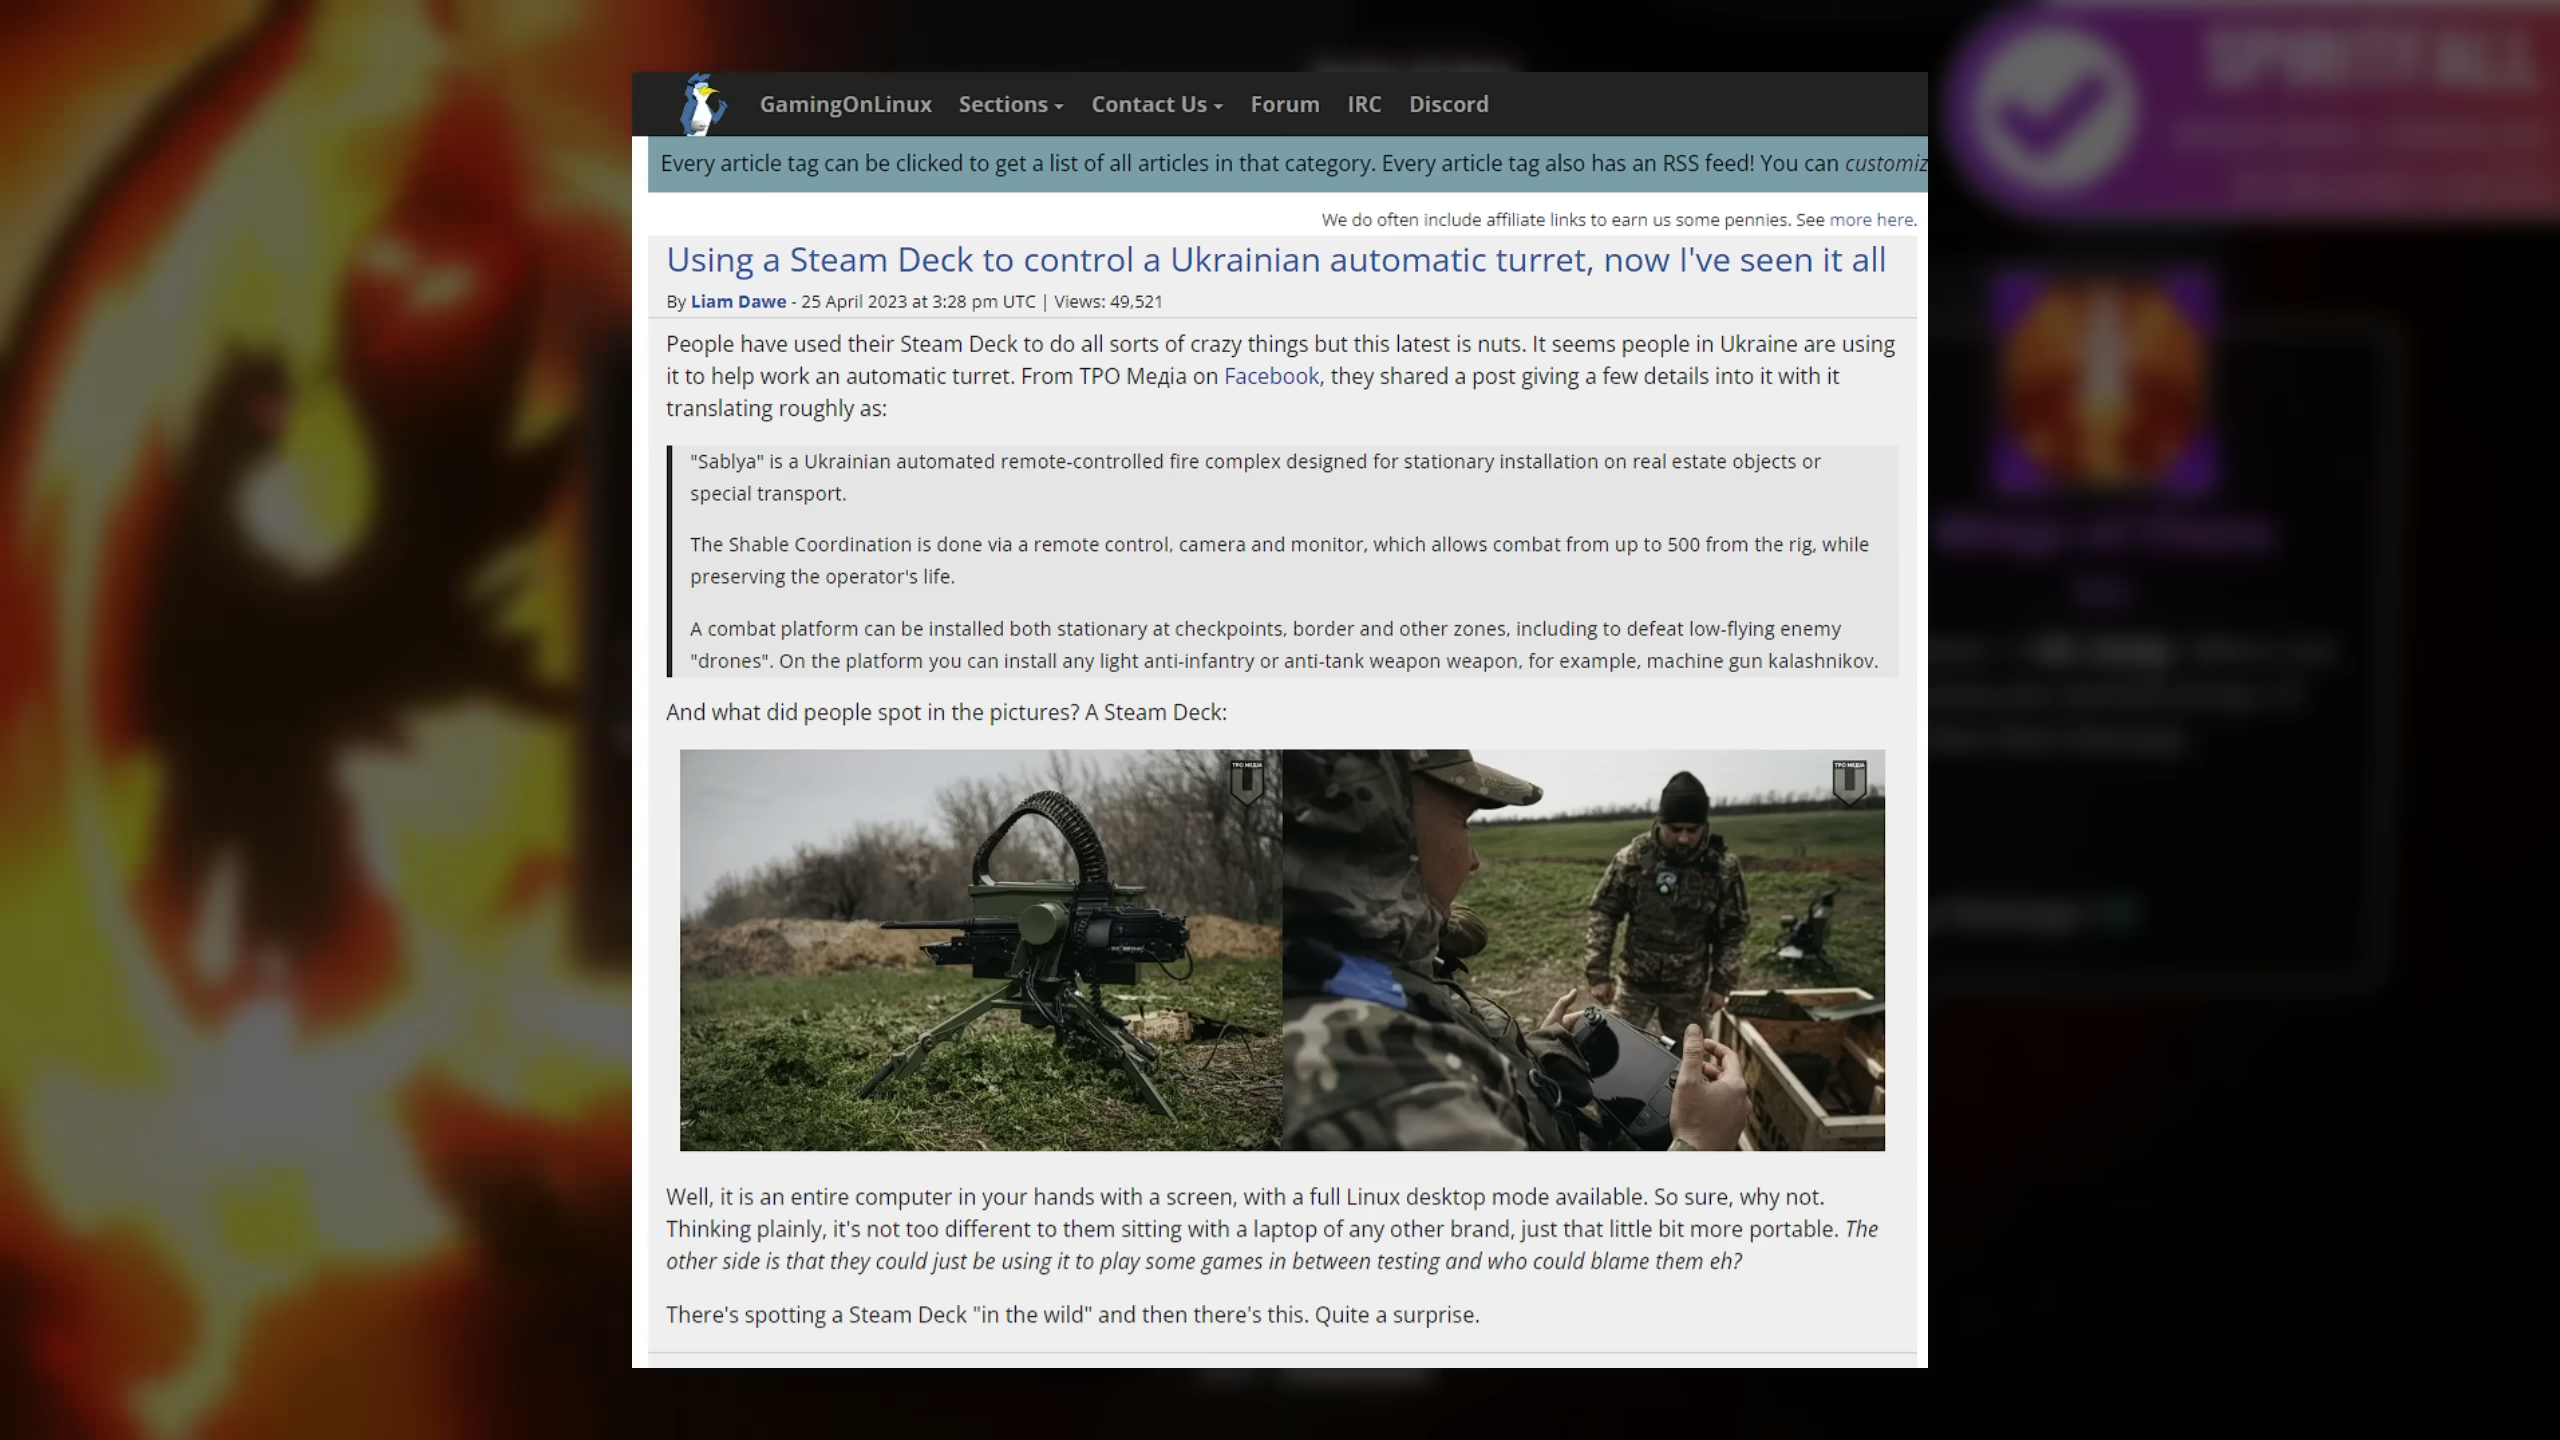 SPIRITFALL
GamingOnLinux Sections Contact Us Forum IRC Discord
Every article tag can be clicked to get a list of all articles in that category. Every article tag also has an RSS feed! You can customiz
We do often include affiliate links to earn us some pennies. See more here.
Using a Steam Deck to control a Ukrainian automatic turret, now I've seen it all
By Liam Dawe - 25 April 2023 at 3:28 pm UTC | Views: 49,521
People have used their Steam Deck to do all sorts of crazy things but this latest is nuts. It seems people in Ukraine are using
it to help work an automatic turret. From ТРО Медіа on Facebook, they shared a post giving a few details into it with it
translating roughly as:
"Sablya" is a Ukrainian automated remote-controlled fire complex designed for stationary installation on real estate objects or
special transport.
The Shable Coordination is done via a remote control, camera and monitor, which allows combat from up to 500 from the rig, while
preserving the operator's life.
A combat platform can be installed both stationary at checkpoints, border and other zones, including to defeat low-flying enemy
"drones". On the platform you can install any light anti-infantry or anti-tank weapon weapon, for example, machine gun kalashnikov.
And what did people spot in the pictures? A Steam Deck:
ТРО МЕДІА
ТРО МЕДІА
Well, it is an entire computer in your hands with a screen, with a full Linux desktop mode available. So sure, why not.
Thinking plainly, it's not too different to them sitting with a laptop of any other brand, just that little bit more portable. The
other side is that they could just be using it to play some games in between testing and who could blame them eh?
There's spotting a Steam Deck "in the wild" and then there's this. Quite a surprise.